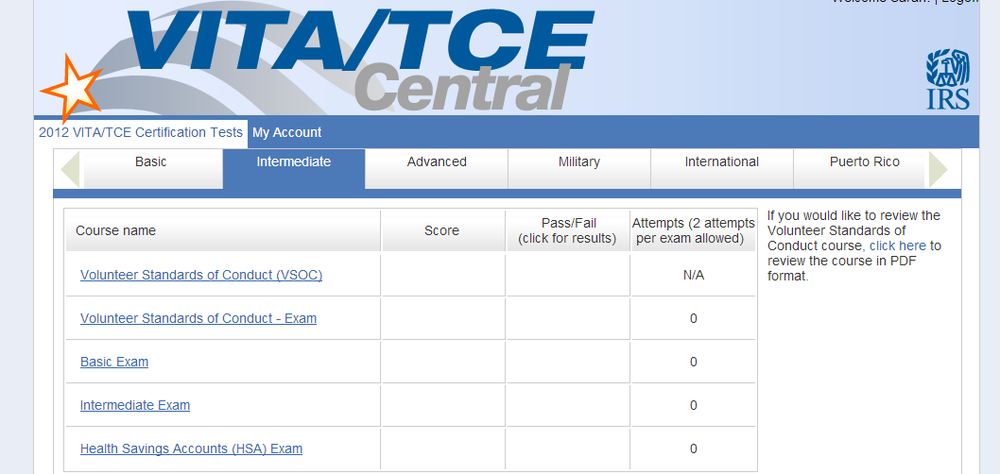 Welcome Sarah! | Logoff
VITA/TCE
Central
IRS
2012 VITA/TCE Certification Tests My Account
Basic Intermediate Advanced Military International Puerto Rico
Course name Score Pass/Fail (click for results) Attempts (2 attempts per exam allowed)
Volunteer Standards of Conduct (VSOC) N/A
Volunteer Standards of Conduct - Exam 0
Basic Exam 0
Intermediate Exam 0
Health Savings Accounts (HSA) Exam 0
If you would like to review the
Volunteer Standards of
Conduct course, click here to
review the course in PDF
format.